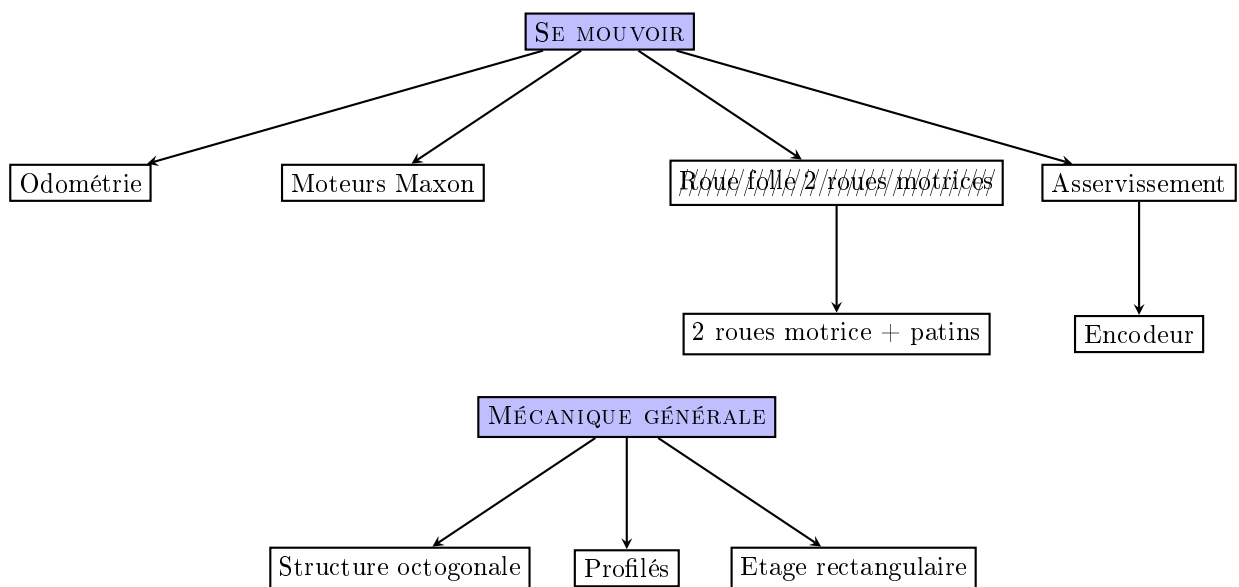 SE MOUVOIR
Odométrie
Moteurs Maxon
Roue folle 2 roues motrices
Asservissement
2 roues motrice + patins
Encodeur
MÉCANIQUE GÉNÉRALE
Structure octogonale
Profilés
Etage rectangulaire